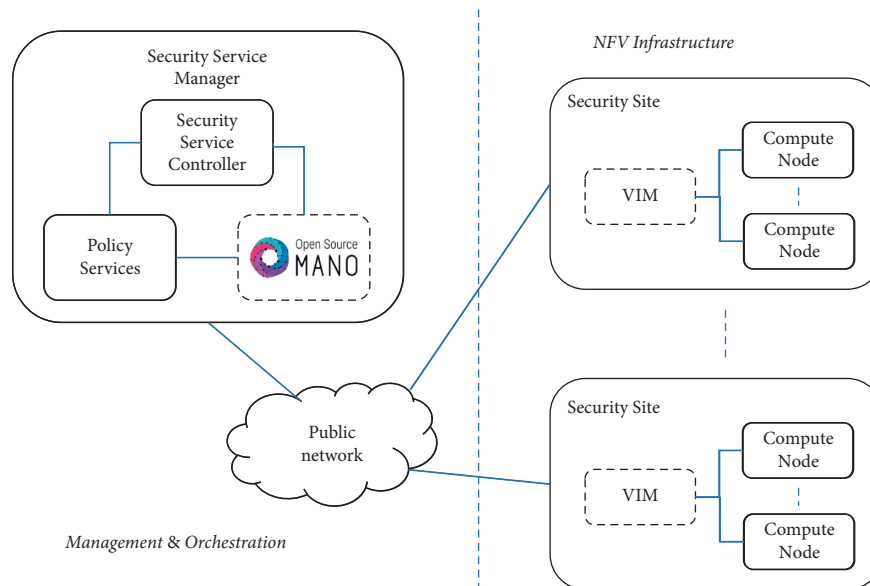 Security Service
Manager
Security
Service
Controller
Policy
Services
Open Source
MANO
Public
network
Management & Orchestration
NFV Infrastructure
Security Site
VIM
Compute
Node
Compute
Node
Security Site
VIM
Compute
Node
Compute
Node